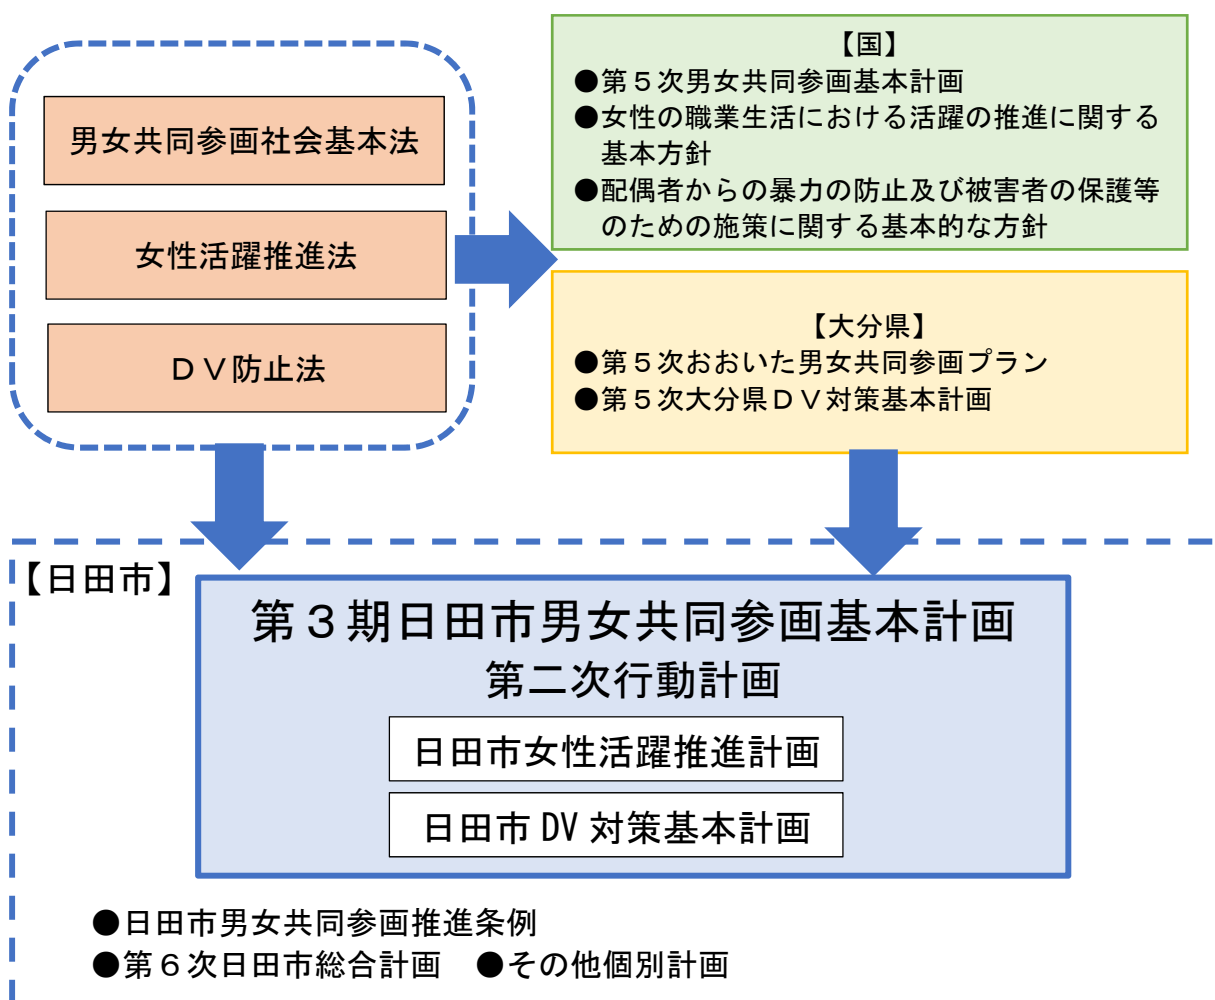 男女共同参画社会基本法
女性活躍推進法
ＤＶ防止法
【国】
●第５次男女共同参画基本計画
●女性の職業生活における活躍の推進に関する
基本方針
●配偶者からの暴力の防止及び被害者の保護等
のための施策に関する基本的な方針
【大分県】
●第５次おおいた男女共同参画プラン
●第５次大分県ＤＶ対策基本計画
【日田市】
第３期日田市男女共同参画基本計画
第二次行動計画
日田市女性活躍推進計画
日田市 DV 対策基本計画
●日田市男女共同参画推進条例
●第６次日田市総合計画　●その他個別計画